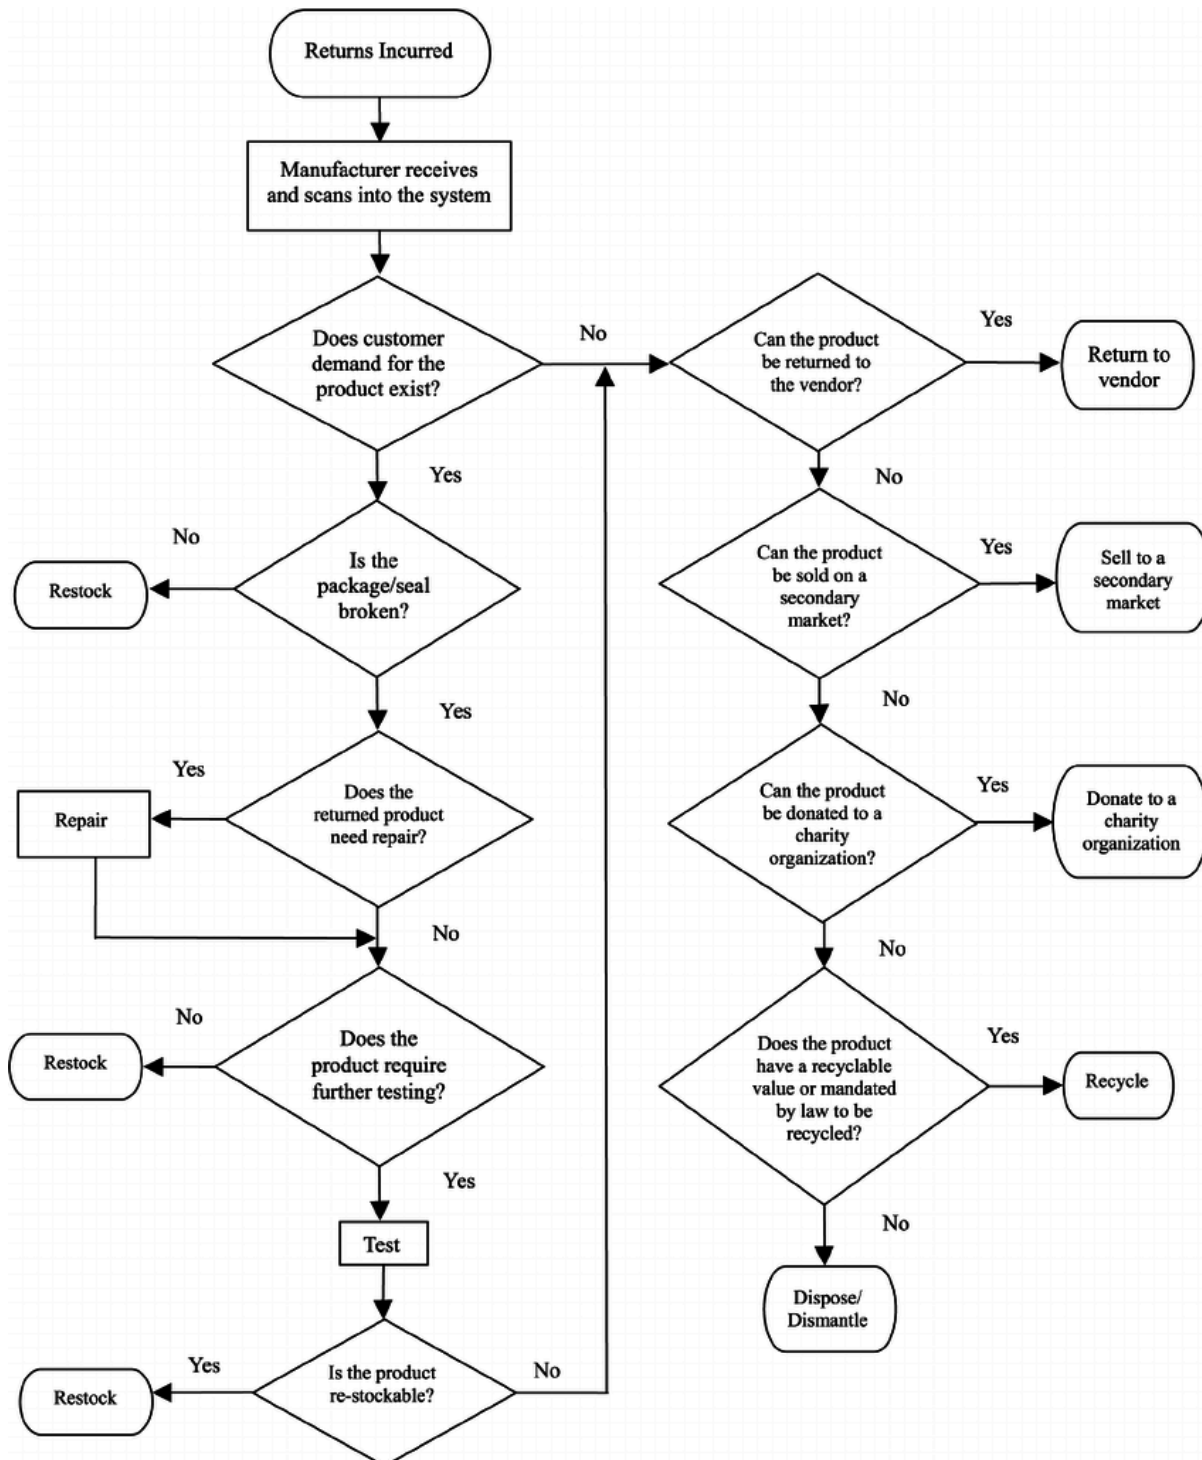 Returns Incurred
Manufacturer receives
and scans into the system
Does customer
demand for the
product exist?
No
Yes
Is the
package/seal
broken?
No
Restock
Yes
Does the
returned product
need repair?
Yes
Repair
No
Does the
product require
further testing?
No
Restock
Yes
Test
Is the product
re-stockable?
Yes
Restock
No
Can the product
be returned to
the vendor?
Yes
Return to
vendor
No
Can the product
be sold on a
secondary
market?
Yes
Sell to a
secondary
market
No
Can the product
be donated to a
charity
organization?
Yes
Donate to a
charity
organization
No
Does the product
have a recyclable
value or mandated
by law to be
recycled?
Yes
Recycle
No
Dispose/
Dismantle